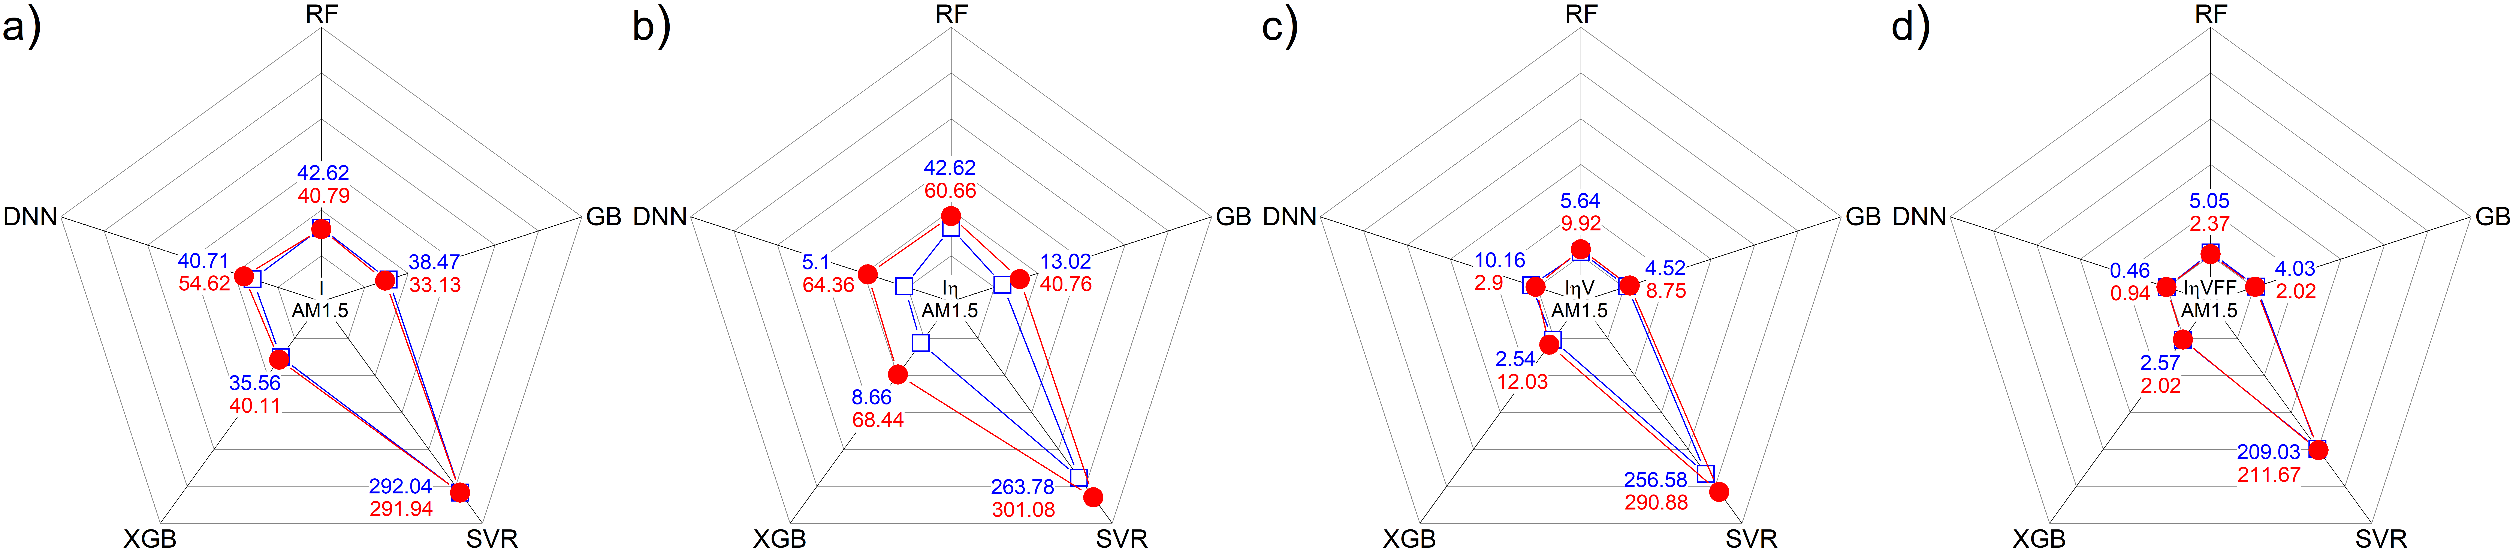 a)
RF
42.62
40.79
DNN
GB
40.71
54.62
38.47
33.13
I
AM1.5
35.56
40.11
292.04
291.94
XGB
SVR
b)
RF
42.62
60.66
DNN
GB
5.1
64.36
13.02
40.76
Iη
AM1.5
8.66
68.44
263.78
301.08
XGB
SVR
c)
RF
5.64
9.92
DNN
GB
10.16
2.9
4.52
8.75
IηV
AM1.5
2.54
12.03
256.58
290.88
XGB
SVR
d)
RF
5.05
2.37
DNN
GB
0.46
0.94
4.03
2.02
IηVFF
AM1.5
2.57
2.02
209.03
211.67
XGB
SVR